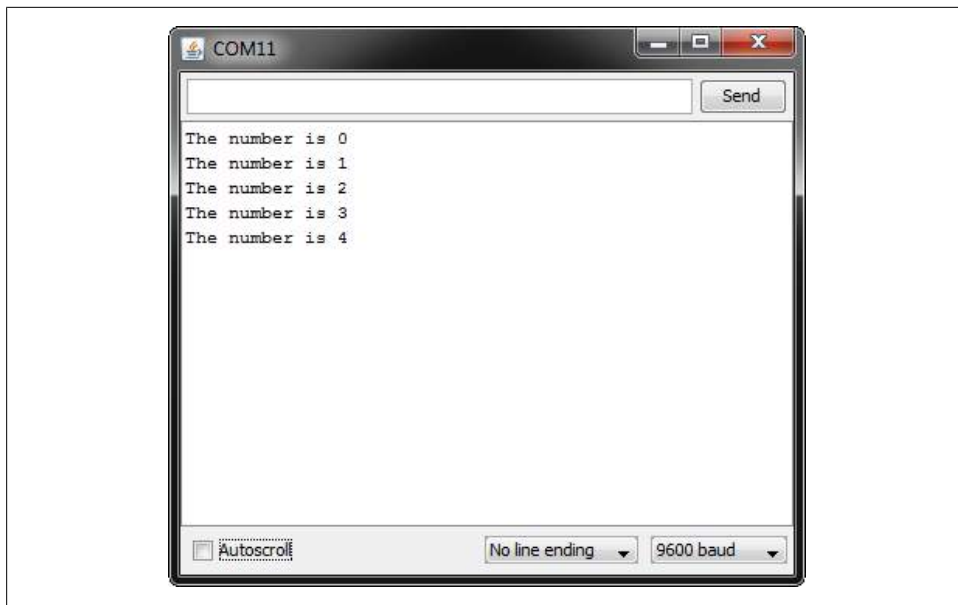 COM11
Send
The number is 0
The number is 1
The number is 2
The number is 3
The number is 4
Autoscroll
No line ending
9600 baud